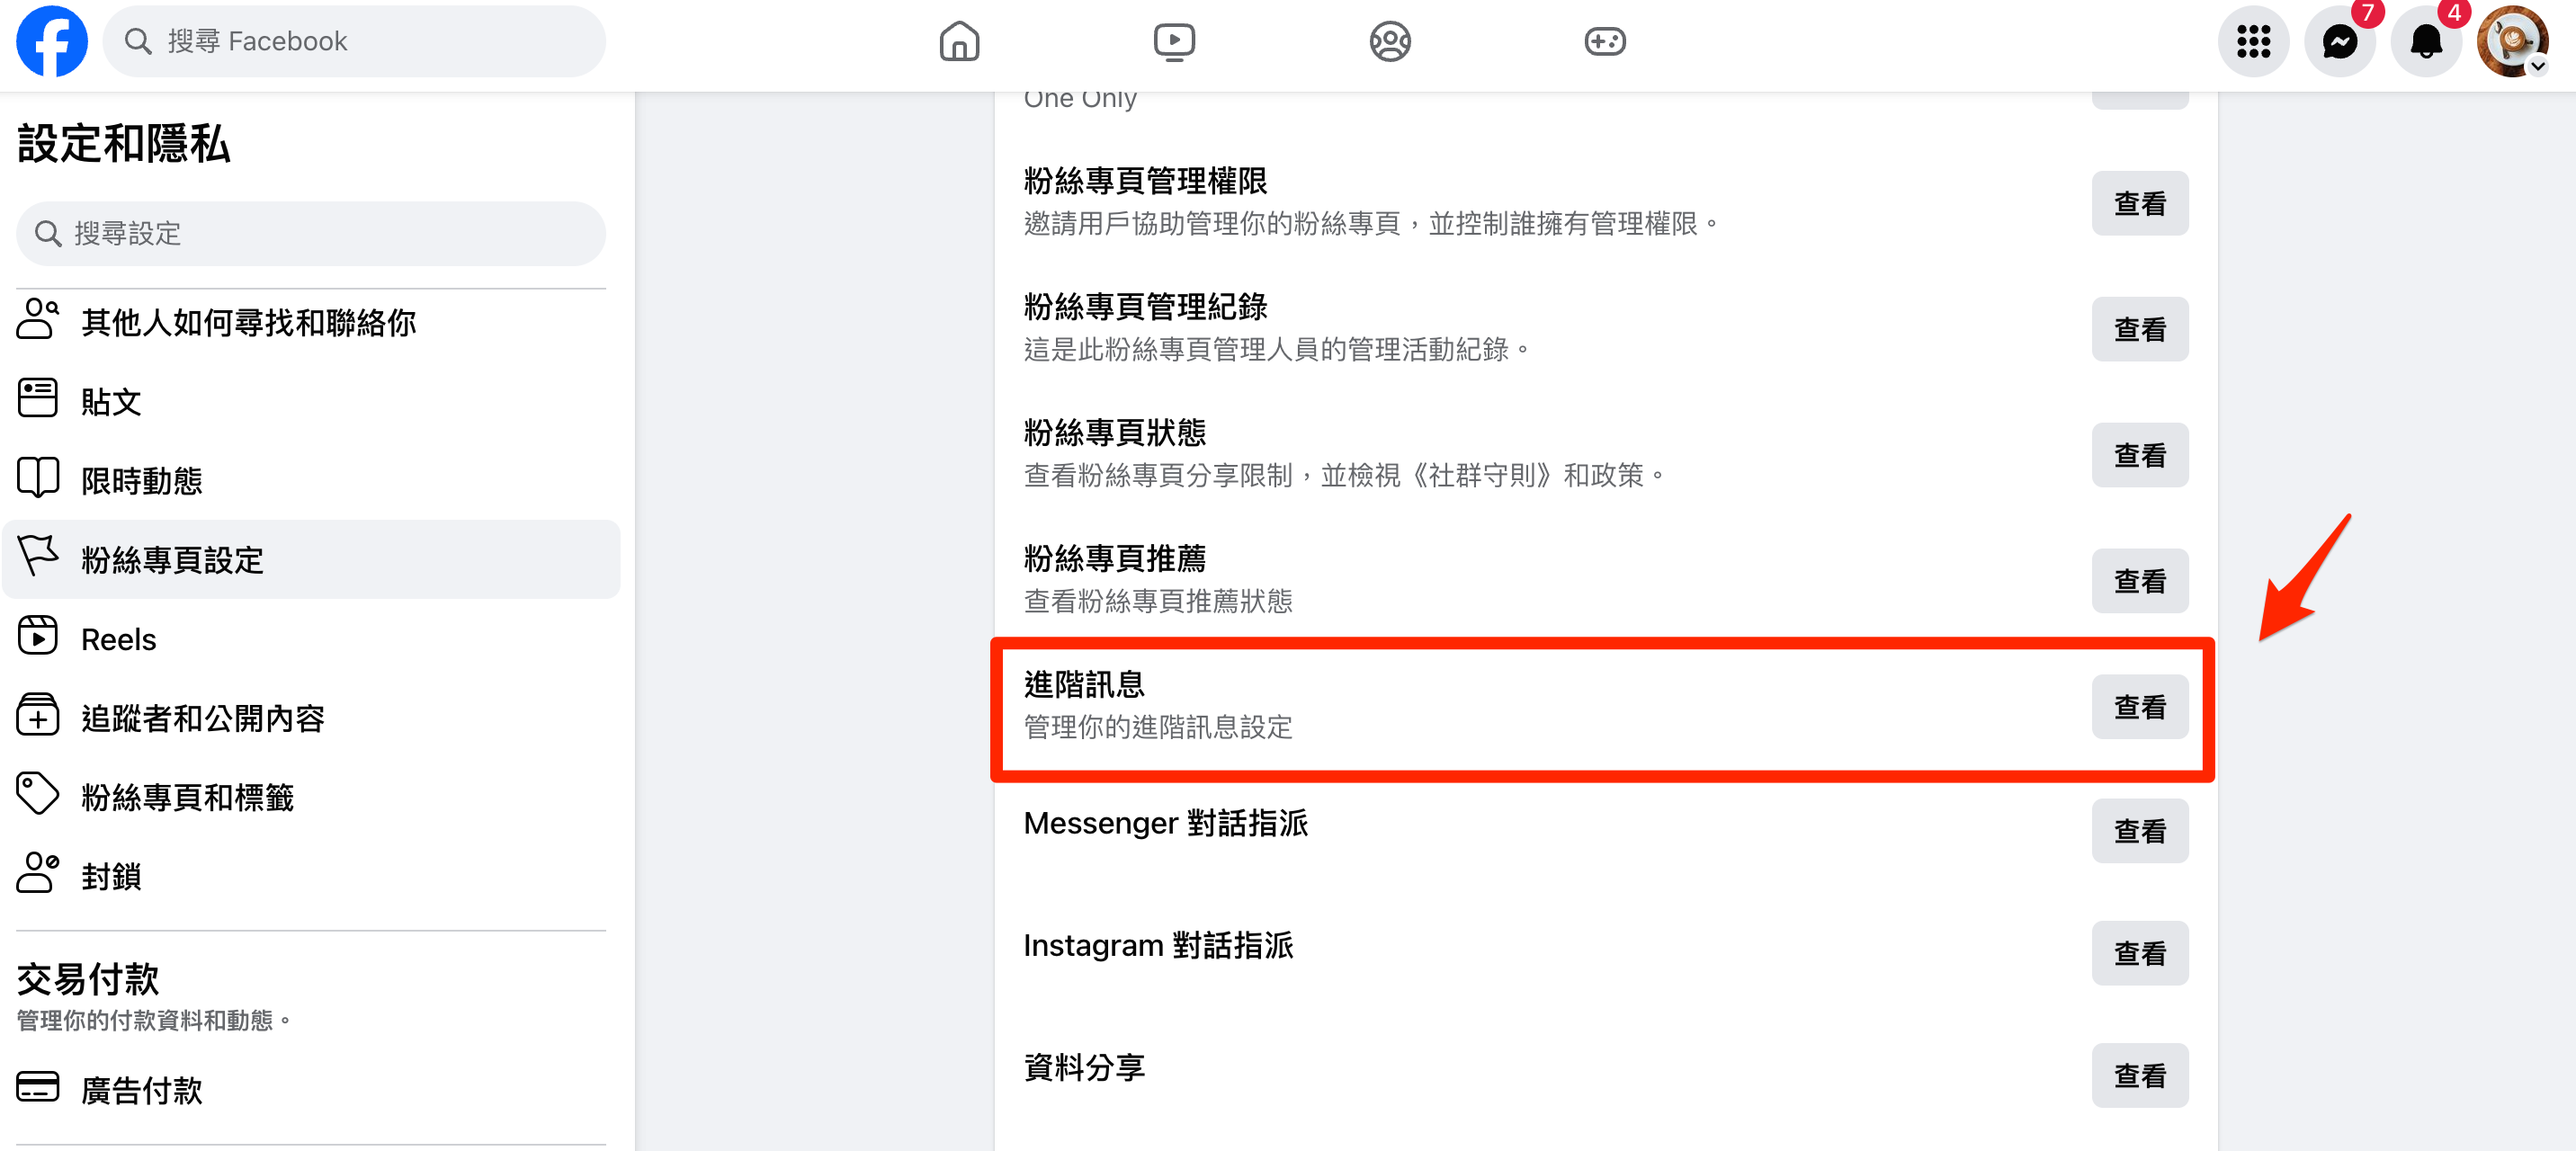 搜尋 Facebook
7
4
設定和隱私
搜尋設定
其他人如何尋找和聯絡你
貼文
限時動態
粉絲專頁設定
Reels
追蹤者和公開內容
粉絲專頁和標籤
封鎖
交易付款
管理你的付款資料和動態。
廣告付款
One Only
粉絲專頁管理權限
邀請用戶協助管理你的粉絲專頁，並控制誰擁有管理權限。
查看
粉絲專頁管理紀錄
這是此粉絲專頁管理人員的管理活動紀錄。
查看
粉絲專頁狀態
查看粉絲專頁分享限制，並檢視《社群守則》和政策。
查看
粉絲專頁推薦
查看粉絲專頁推薦狀態
查看
進階訊息
管理你的進階訊息設定
查看
Messenger 對話指派
查看
Instagram 對話指派
查看
資料分享
查看